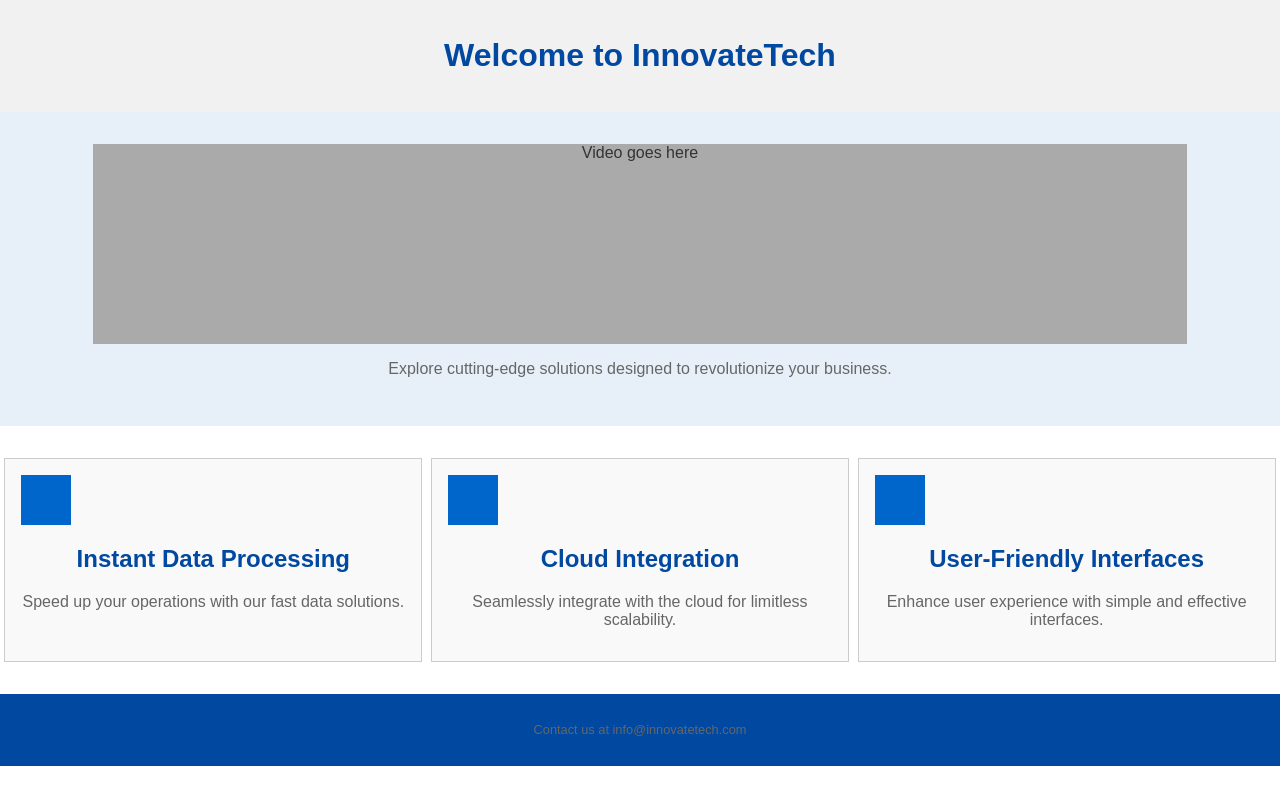 Welcome to InnovateTech
Video goes here
Explore cutting-edge solutions designed to revolutionize your business.
Instant Data Processing
Speed up your operations with our fast data solutions.
Cloud Integration
Seamlessly integrate with the cloud for limitless
scalability.
User-Friendly Interfaces
Enhance user experience with simple and effective
interfaces.
Contact us at info@innovatetech.com